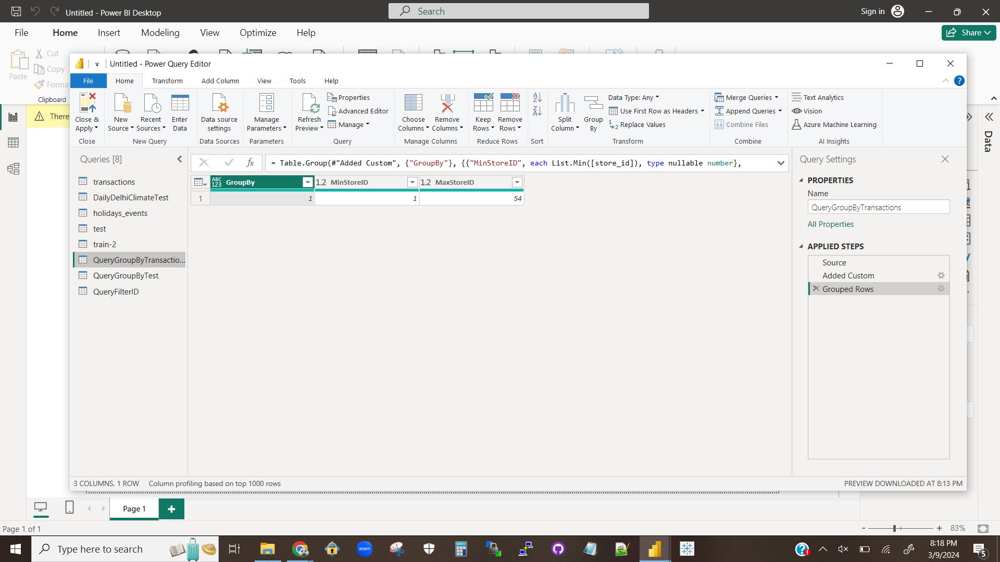 Untitled - Power BI Desktop
Search
Sign in
File Home Insert Modeling View Optimize Help
Share
Paste
Cut
Copy
Clipboard
There
Untitled - Power Query Editor
File Home Transform Add Column View Tools Help
Close & Apply
Close
New Source
Recent Sources
Enter Data
New Query
Data source settings
Data Sources
Manage Parameters
Parameters
Refresh Preview
Properties
Advanced Editor
Manage
Query
Choose Columns
Remove Columns
Manage Columns
Keep Rows
Remove Rows
Reduce Rows
Sort
Split Column
Group By
Data Type: Any
Use First Row as Headers
Replace Values
Transform
Merge Queries
Append Queries
Combine Files
Combine
Text Analytics
Vision
Azure Machine Learning
AI Insights
Data
Queries [8]
transactions
DailyDelhiClimateTest
holidays_events
test
train-2
QueryGroupByTransactio...
QueryGroupByTest
QueryFilterID
= Table.Group(#"Added Custom", {"GroupBy"}, {{"MinStoreID", each List.Min([store_id]), type nullable number},
ABC 123 GroupBy 1.2 MinStoreID 1.2 MaxStoreID
1 1 1 54
Query Settings
PROPERTIES
Name
QueryGroupByTransactions
All Properties
APPLIED STEPS
Source
Added Custom
Grouped Rows
3 COLUMNS, 1 ROW Column profiling based on top 1000 rows
PREVIEW DOWNLOADED AT 8:13 PM
Page 1
Page 1 of 1
- + 83%
Type here to search
zoom
8:18 PM
3/9/2024
5